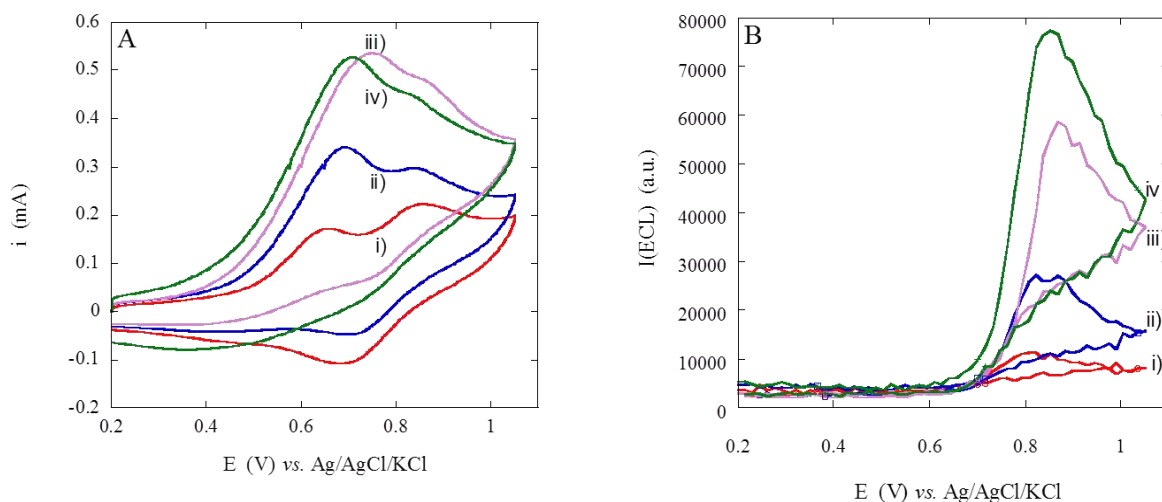 A
0.6
0.5
0.4
0.3
0.2
0.1
0
-0.1
-0.2
i (mA)
iii)
iv)
ii)
i)
0.2
0.4
0.6
0.8
1
E (V) vs. Ag/AgCl/KCl
B
80000
70000
60000
50000
40000
30000
20000
10000
0
I(ECL) (a.u.)
iv
iii)
ii)
i)
0.2
0.4
0.6
0.8
1
E (V) vs. Ag/AgCl/KCl